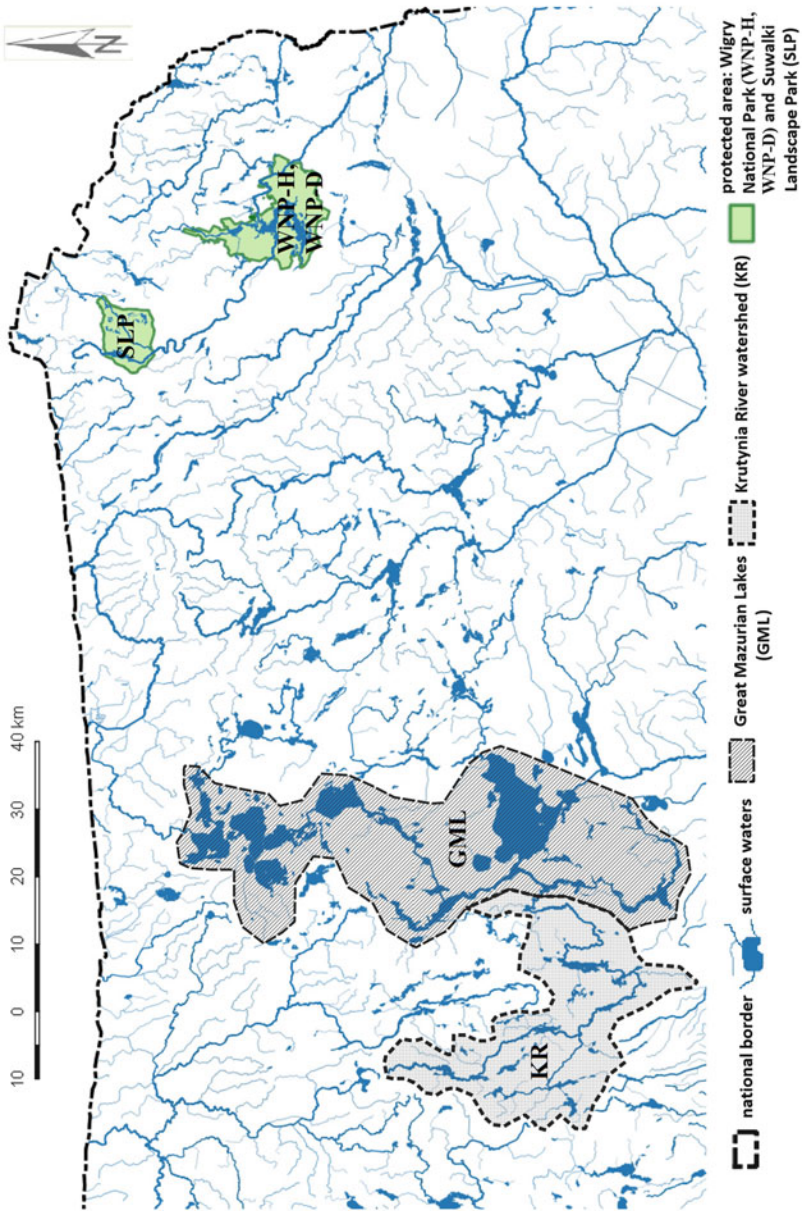 N
10 0 10 20 30 40 km
SLP
WNP-H,
WNP-D
GML
KR
national border
surface waters
Great Mazurian Lakes
(GML)
Krutynia River watershed (KR)
protected area: Wigry
National Park (WNP-H,
WNP-D) and Suwalki
Landscape Park (SLP)